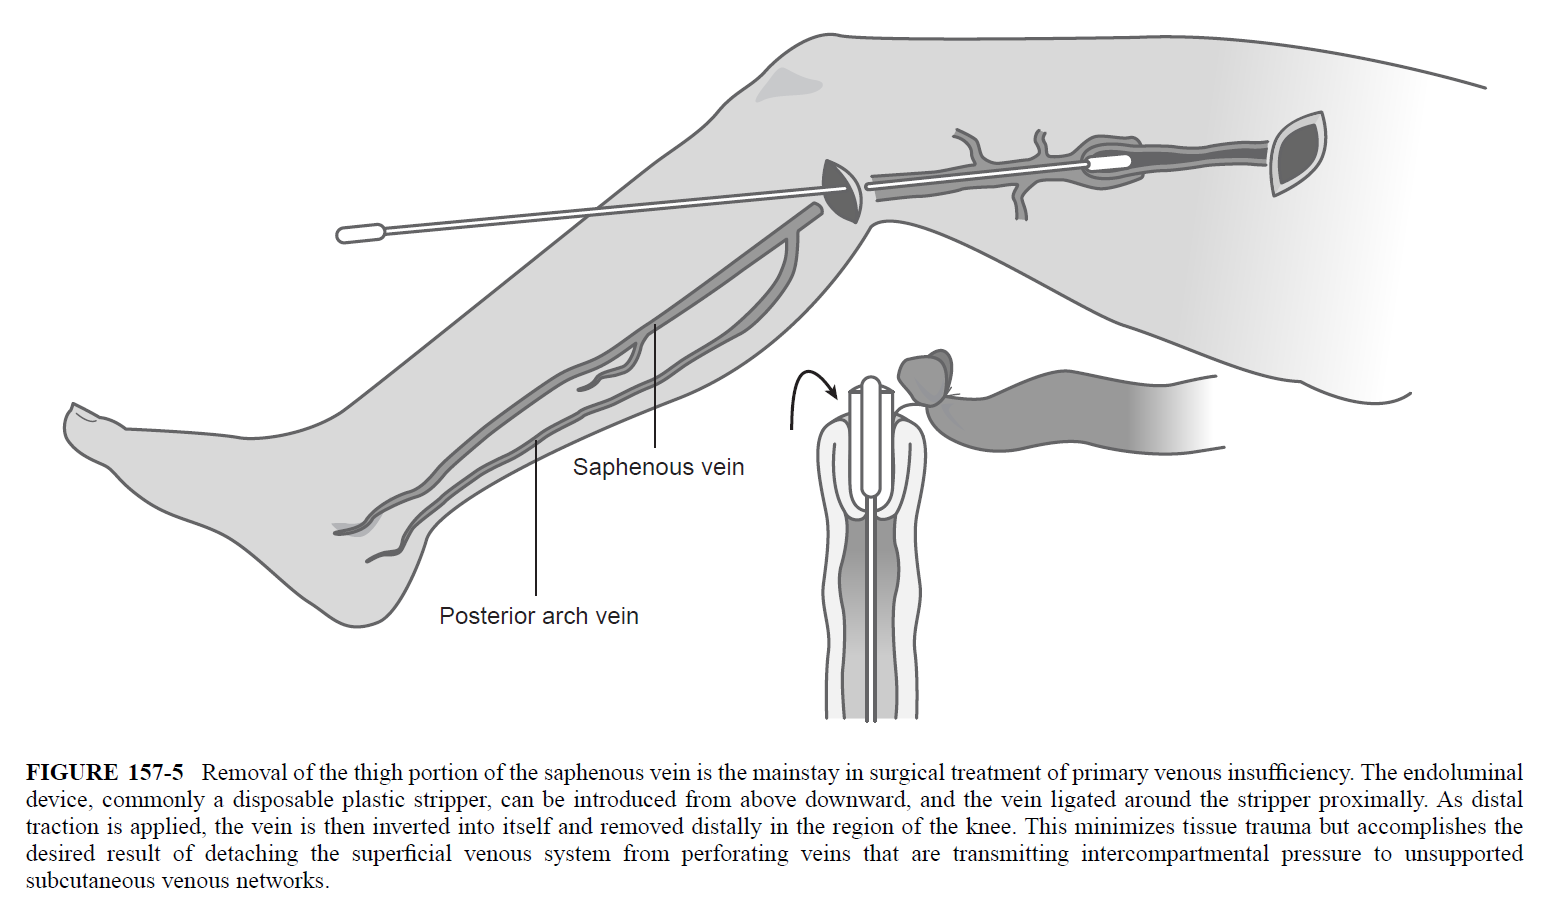 Saphenous vein
Posterior arch vein
FIGURE 157-5 Removal of the thigh portion of the saphenous vein is the mainstay in surgical treatment of primary venous insufficiency. The endoluminal
device, commonly a disposable plastic stripper, can be introduced from above downward, and the vein ligated around the stripper proximally. As distal
traction is applied, the vein is then inverted into itself and removed distally in the region of the knee. This minimizes tissue trauma but accomplishes the
desired result of detaching the superficial venous system from perforating veins that are transmitting intercompartmental pressure to unsupported
subcutaneous venous networks.